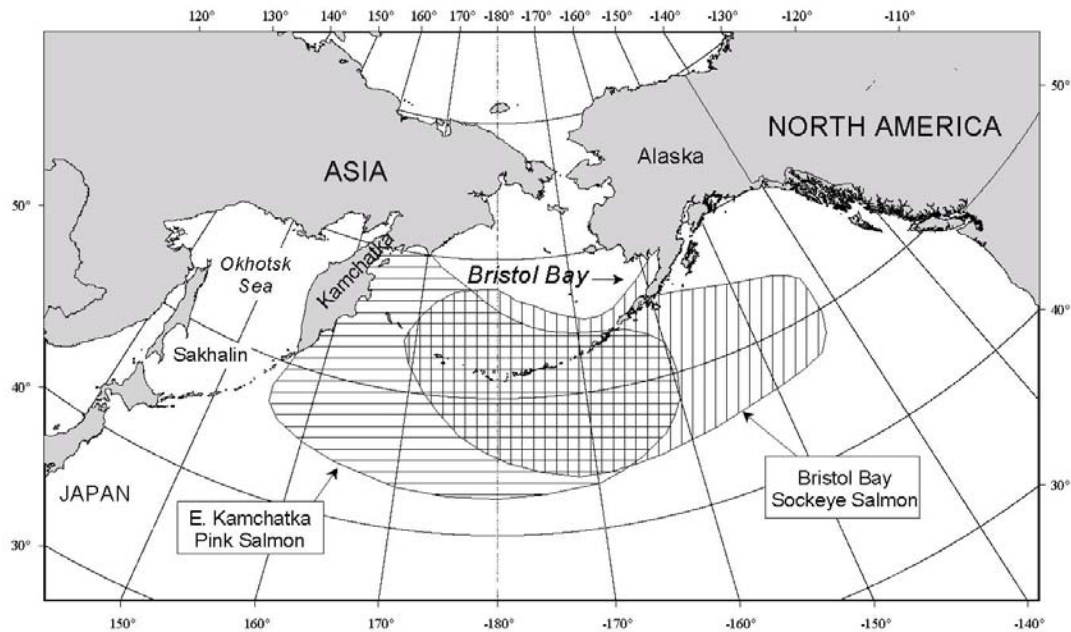 120° 130° 140° 150° 160° 170° -180° -170° -160° -150° -140° -130° -120° -110°
50°
NORTH AMERICA
Alaska
ASIA
50°
Okhotsk
Sea
Kamchatka
Bristol Bay
40°
Sakhalin
40°
JAPAN
Bristol Bay
Sockeye Salmon
30°
E. Kamchatka
Pink Salmon
30°
150° 160° 170° -180° -170° -160° -150° -140°